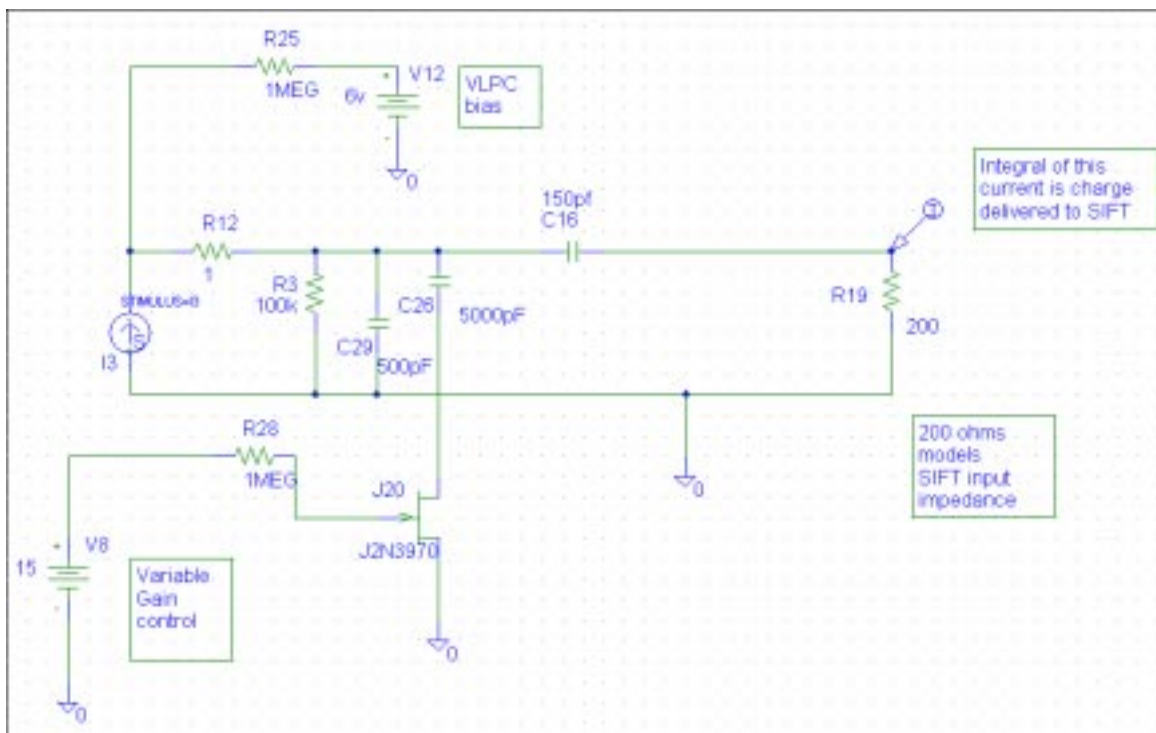 R25
1MEG
V12
6v
VLPC
bias
0
150pf
C16
Integral of this
current is charge
delivered to SIFT
I
R12
1
STIMULUS=8
S
I3
R3
100k
C29
500pF
C26
5000pF
R19
200
R28
1MEG
0
200 ohms
models
SIFT input
impedance
J20
J2N3970
V8
15
Variable
Gain
control
0
0